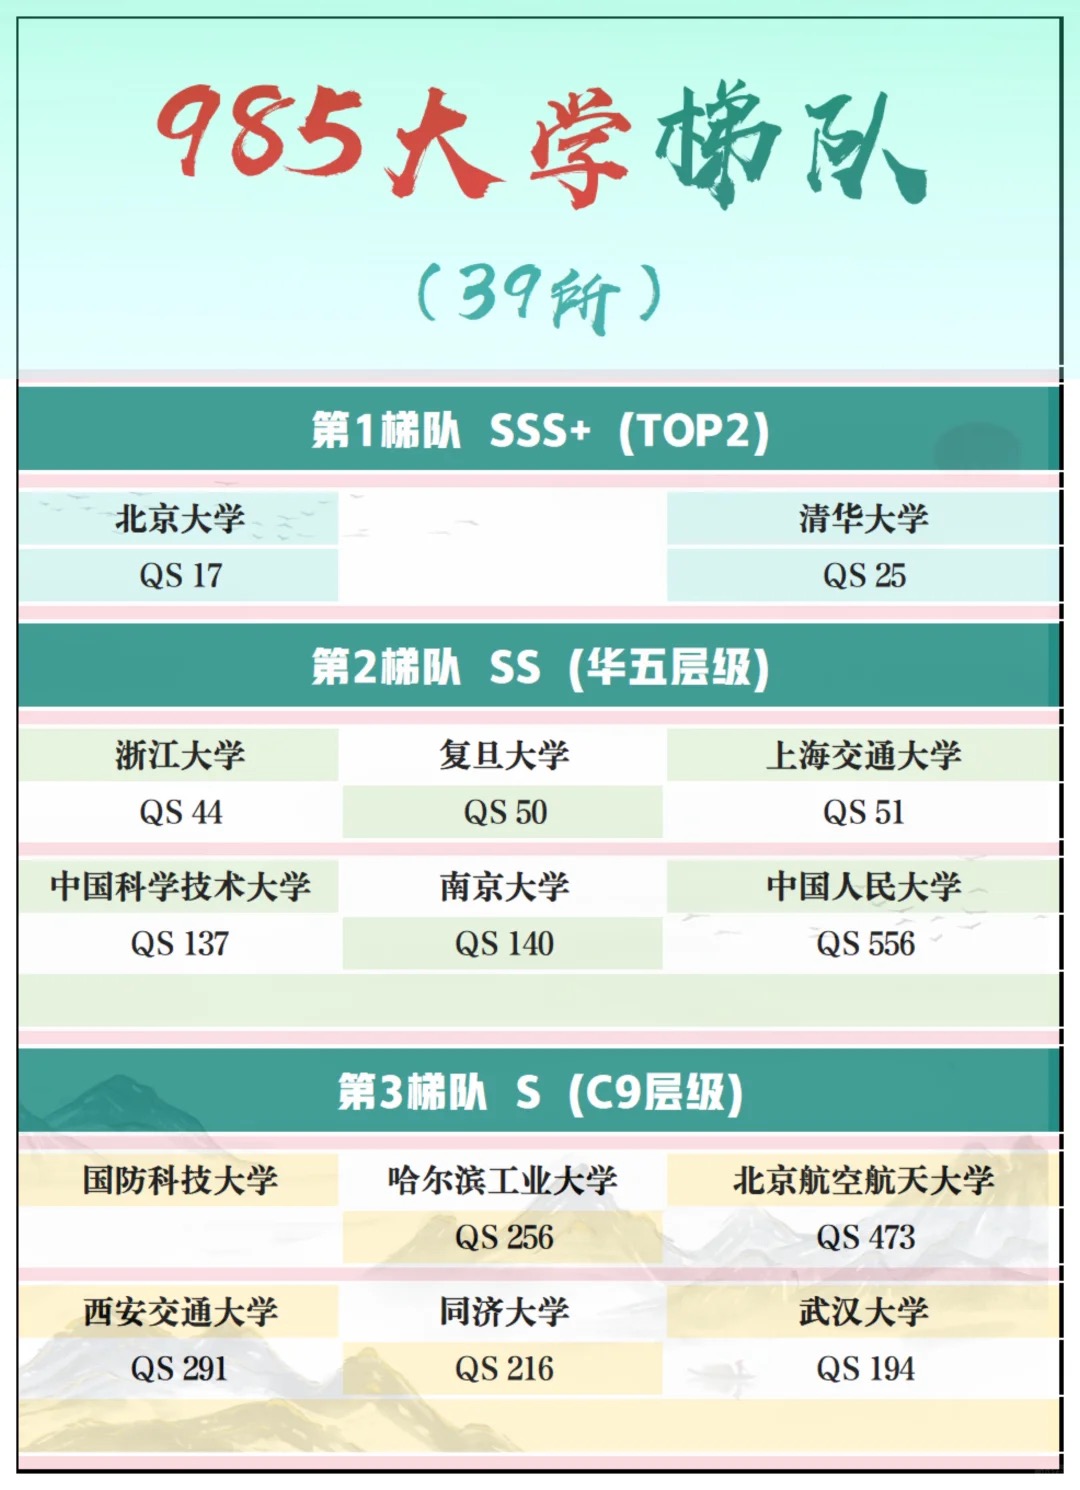 985大学梯队
（39所）
第1梯队 SSS+ (TOP2)
北京大学 清华大学
QS 17 QS 25
第2梯队 SS (华五层级)
浙江大学 复旦大学 上海交通大学
QS 44 QS 50 QS 51
中国科学技术大学 南京大学 中国人民大学
QS 137 QS 140 QS 556
第3梯队 S (C9层级)
国防科技大学 哈尔滨工业大学 北京航空航天大学
QS 256 QS 473
西安交通大学 同济大学 武汉大学
QS 291 QS 216 QS 194